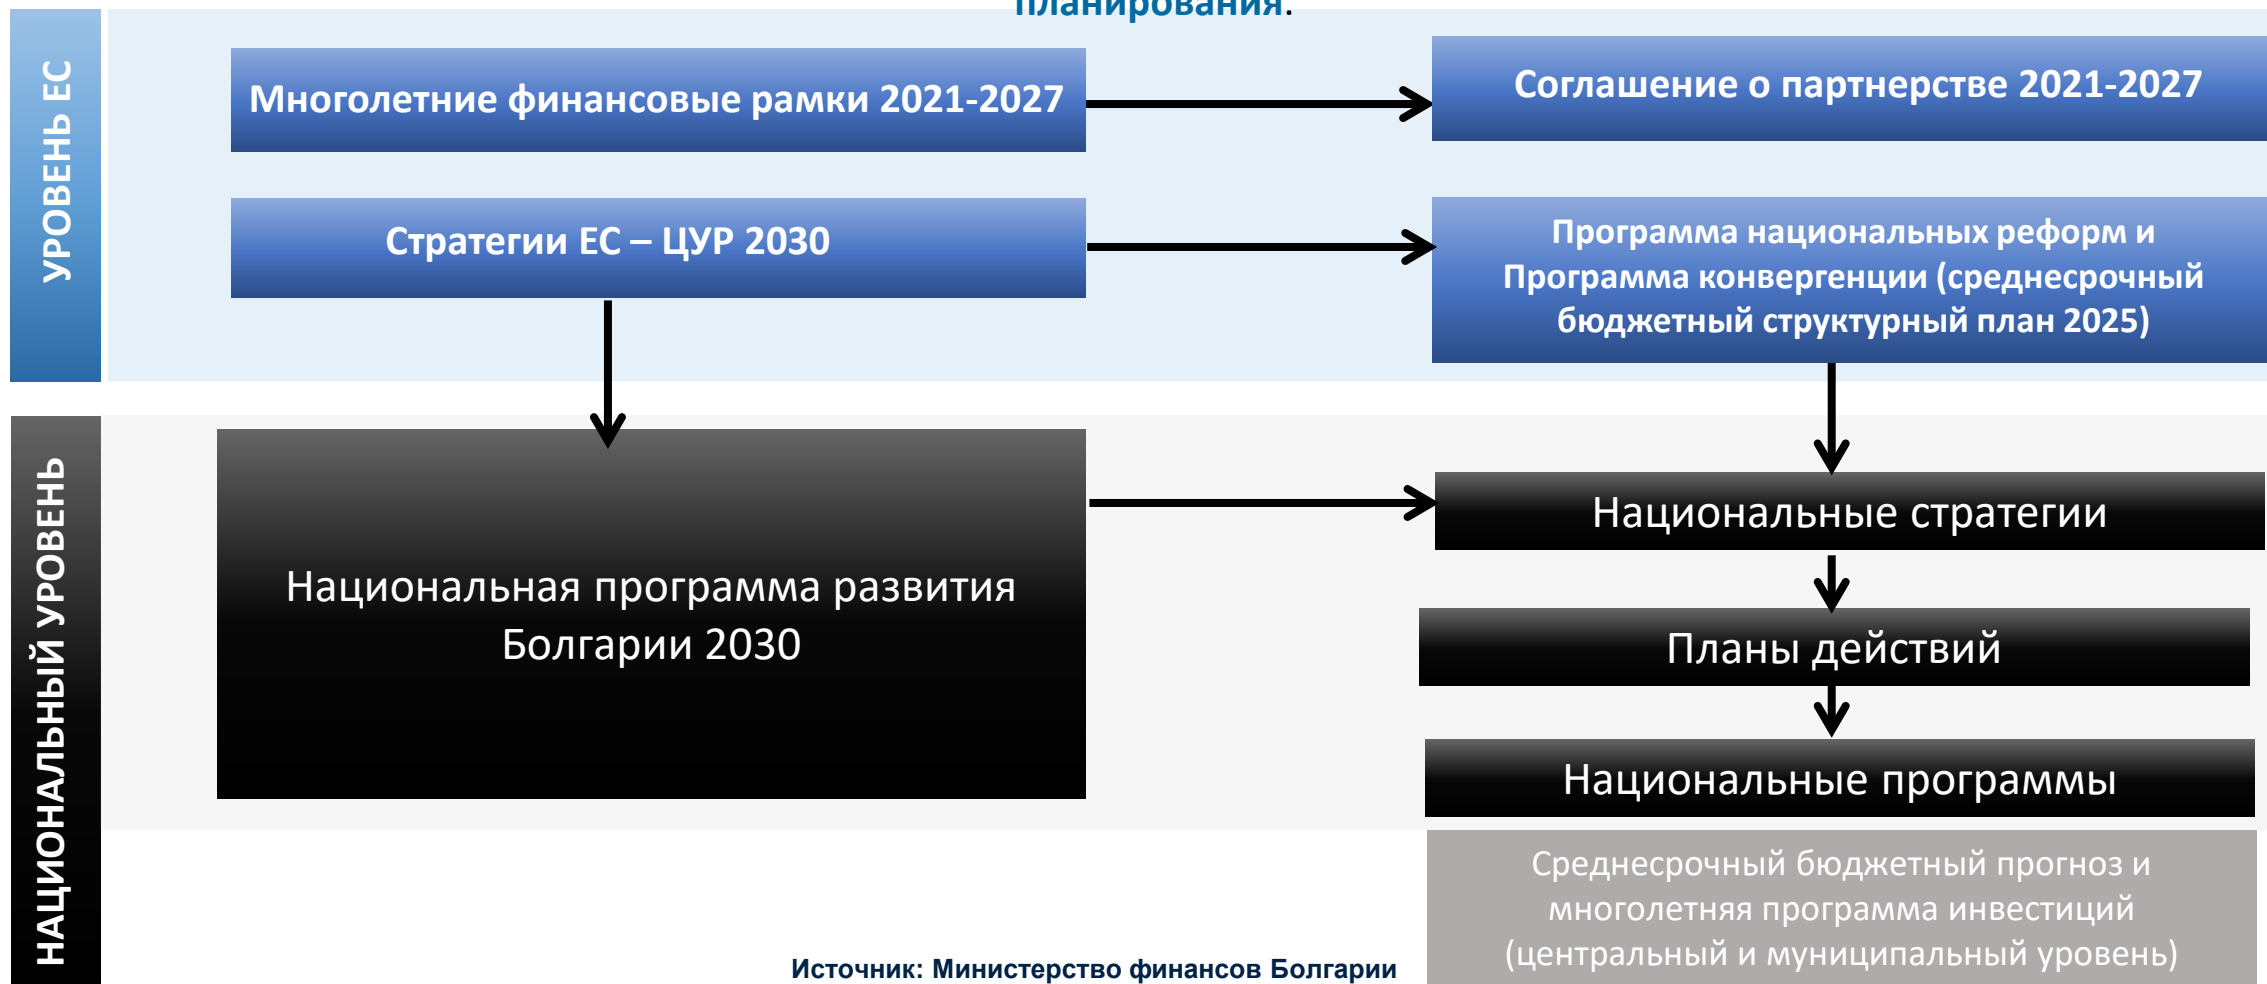 планирования.
УРОВЕНЬ ЕС
Многолетние финансовые рамки 2021-2027
Соглашение о партнерстве 2021-2027
Стратегии ЕС – ЦУР 2030
Программа национальных реформ и
Программа конвергенции (среднесрочный
бюджетный структурный план 2025)
НАЦИОНАЛЬНЫЙ УРОВЕНЬ
Национальная программа развития
Болгарии 2030
Национальные стратегии
Планы действий
Национальные программы
Среднесрочный бюджетный прогноз и
многолетняя программа инвестиций
(центральный и муниципальный уровень)
Источник: Министерство финансов Болгарии